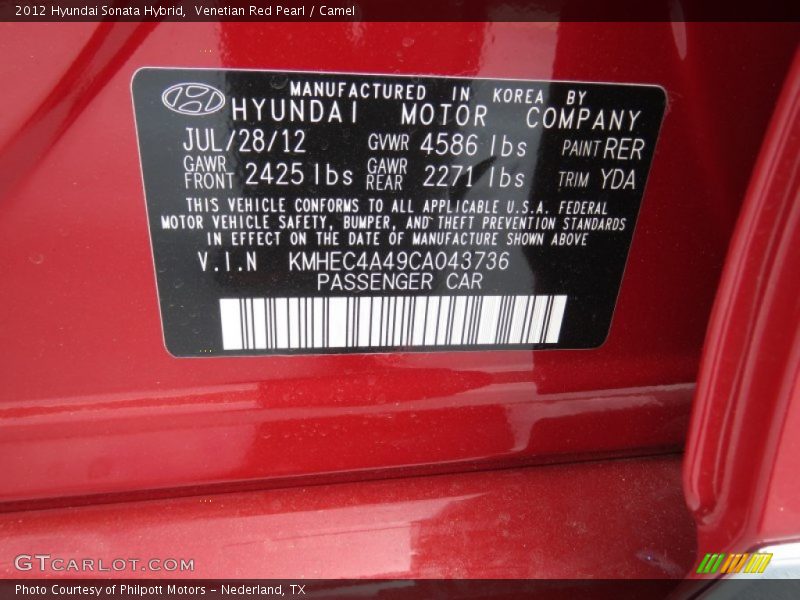 2012 Hyundai Sonata Hybrid,  Venetian Red Pearl / Camel
MANUFACTURED IN KOREA BY
HYUNDAI MOTOR COMPANY
JUL/28/12 GVWR 4586 lbs PAINT RER
GAWR FRONT 2425 lbs GAWR REAR 2271 lbs TRIM YDA
THIS VEHICLE CONFORMS TO ALL APPLICABLE U.S.A. FEDERAL
MOTOR VEHICLE SAFETY, BUMPER, AND THEFT PREVENTION STANDARDS
IN EFFECT ON THE DATE OF MANUFACTURE SHOWN ABOVE
V.I.N KMHEC4A49CA043736
PASSENGER CAR
GTCARLOT.COM
Photo Courtesy of Philpott Motors - Nederland, TX